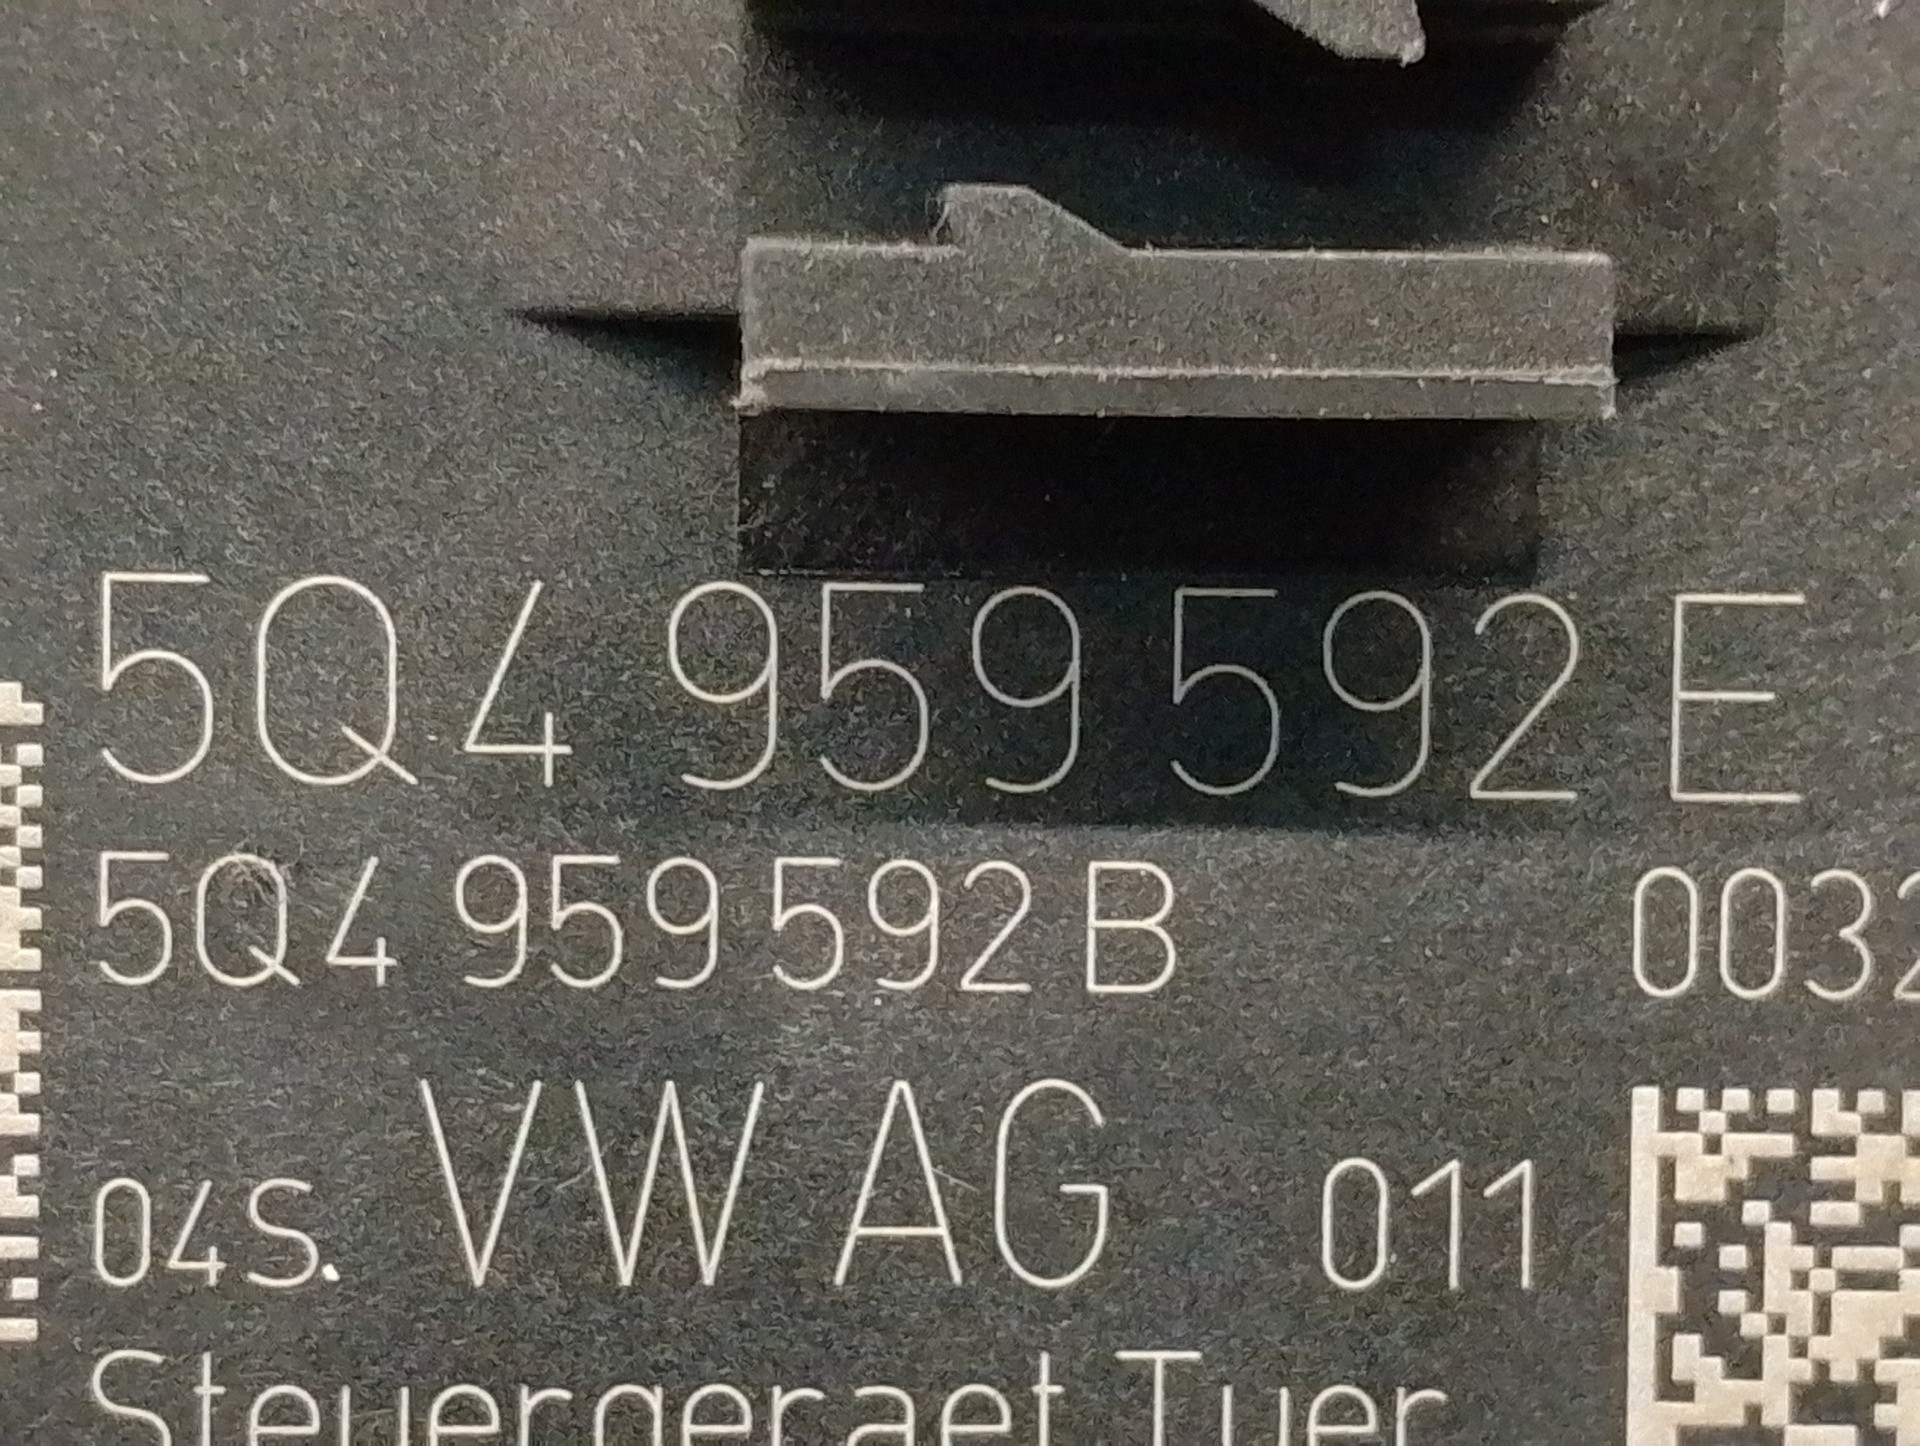 5Q4 959 592 E
5Q4 959 592 B 0032
04S. VW AG 011
Steuergeraet Tuer